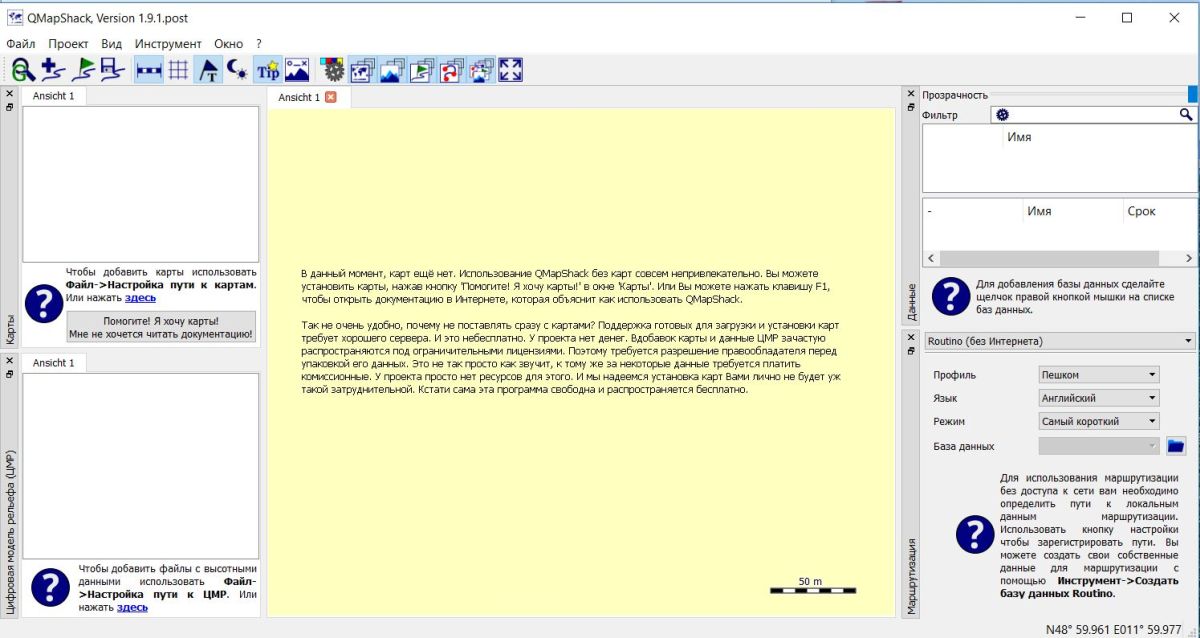 QMapShack, Version 1.9.1.post
Файл Проект Вид Инструмент Окно ?
Tip
Ansicht 1
Чтобы добавить карты использовать
Файл->Настройка пути к картам.
Или нажать здесь
Помогите! Я хочу карты!
Мне не хочется читать документацию!
Карты
Ansicht 1
Чтобы добавить файлы с высотными
данными использовать Файл-
>Настройка пути к ЦМР. Или
нажать здесь
Цифровая модель рельефа (ЦМР)
Ansicht 1
В данный момент, карт ещё нет. Использование QMapShack без карт совсем непривлекательно. Вы можете
установить карты, нажав кнопку 'Помогите! Я хочу карты!' в окне 'Карты'. Или Вы можете нажать клавишу F1,
чтобы открыть документацию в Интернете, которая объяснит как использовать QMapShack.
Так не очень удобно, почему не поставлять сразу с картами? Поддержка готовых для загрузки и установки карт
требует хорошего сервера. И это небесплатно. У проекта нет денег. Вдобавок карты и данные ЦМР зачастую
распространяются под ограничительными лицензиями. Поэтому требуется разрешение правообладателя перед
упаковкой его данных. Это не так просто как звучит, к тому же за некоторые данные требуется платить
комиссионные. У проекта просто нет ресурсов для этого. И мы надеемся установка карт Вами лично не будет уж
такой затруднительной. Кстати сама эта программа свободна и распространяется бесплатно.
50 m
Прозрачность
Фильтр
Имя
- Имя Срок
Для добавления базы данных сделайте
щелчок правой кнопкой мышки на списке
баз данных.
Данные
Routino (без Интернета)
Профиль Пешком
Язык Английский
Режим Самый короткий
База данных
Для использования маршрутизации
без доступа к сети вам необходимо
определить пути к локальным
данным маршрутизации.
Использовать кнопку настройки
чтобы зарегистрировать пути. Вы
можете создать свои собственные
данные для маршрутизации с
помощью Инструмент->Создать
базу данных Routino.
Маршрутизация
N48° 59.961 E011° 59.977